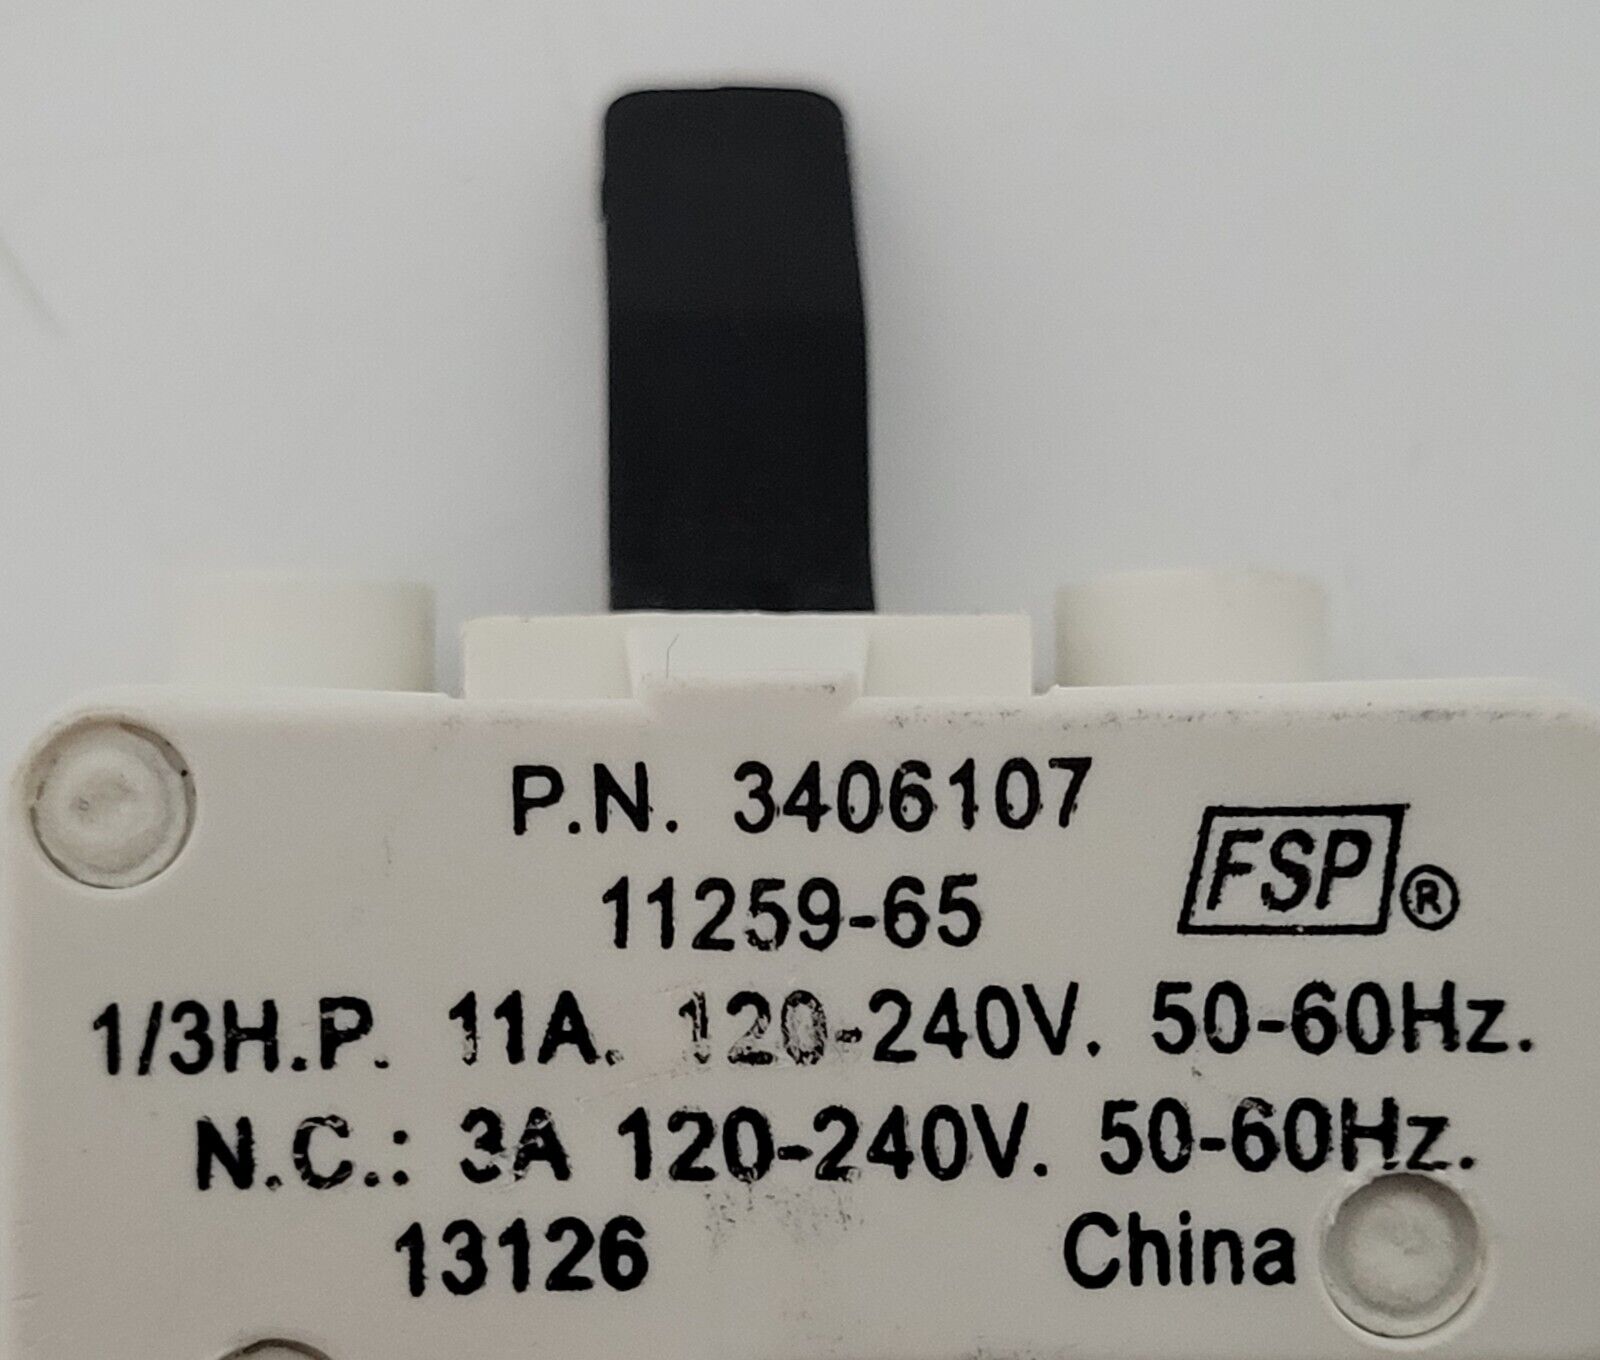 P.N. 3406107
11259-65
FSP®
1/3H.P. 11A. 120-240V. 50-60Hz.
N.C.: 3A 120-240V. 50-60Hz.
13126 China